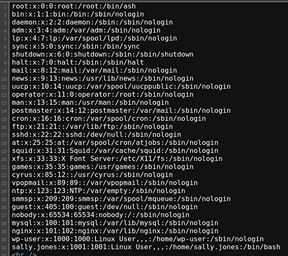 root:x:0:0:root:/root:/bin/ash
bin:x:1:1:bin:/bin:/sbin/nologin
daemon:x:2:2:daemon:/sbin:/sbin/nologin
adm:x:3:4:adm:/var/adm:/sbin/nologin
lp:x:4:7:lp:/var/spool/lpd:/sbin/nologin
sync:x:5:0:sync:/sbin:/bin/sync
shutdown:x:6:0:shutdown:/sbin:/sbin/shutdown
halt:x:7:0:halt:/sbin:/sbin/halt
mail:x:8:12:mail:/var/mail:/sbin/nologin
news:x:9:13:news:/usr/lib/news:/sbin/nologin
uucp:x:10:14:uucp:/var/spool/uucppublic:/sbin/nologin
operator:x:11:0:operator:/root:/sbin/nologin
man:x:13:15:man:/usr/man:/sbin/nologin
postmaster:x:14:12:postmaster:/var/mail:/sbin/nologin
cron:x:16:16:cron:/var/spool/cron:/sbin/nologin
ftp:x:21:21::/var/lib/ftp:/sbin/nologin
sshd:x:22:22:sshd:/dev/null:/sbin/nologin
at:x:25:25:at:/var/spool/cron/atjobs:/sbin/nologin
squid:x:31:31:Squid:/var/cache/squid:/sbin/nologin
xfs:x:33:33:X Font Server:/etc/X11/fs:/sbin/nologin
games:x:35:35:games:/usr/games:/sbin/nologin
cyrus:x:85:12::/usr/cyrus:/sbin/nologin
vpopmail:x:89:89::/var/vpopmail:/sbin/nologin
ntp:x:123:123:NTP:/var/empty:/sbin/nologin
smmsp:x:209:209:smmsp:/var/spool/mqueue:/sbin/nologin
guest:x:405:100:guest:/dev/null:/sbin/nologin
nobody:x:65534:65534:nobody:/:/sbin/nologin
mysql:x:100:101:mysql:/var/lib/mysql:/sbin/nologin
nginx:x:101:102:nginx:/var/lib/nginx:/sbin/nologin
wp-user:x:1000:1000:Linux User,,,:/home/wp-user:/sbin/nologin
sally.jones:x:1001:1001:Linux User,,,:/home/sally.jones:/bin/bash
<br />